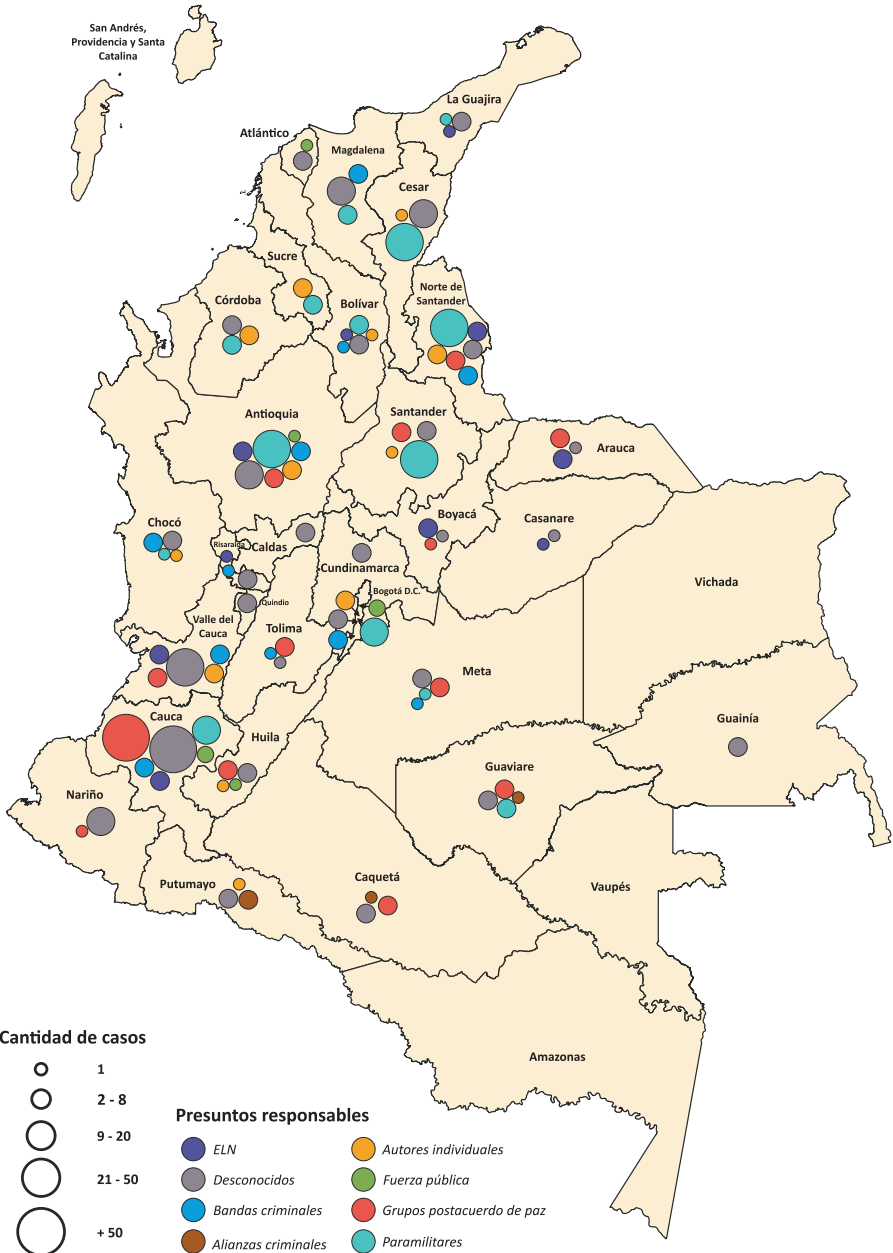 San Andrés,
Providencia y Santa
Catalina
La Guajira
Atlántico
Magdalena
Cesar
Sucre
Norte de
Santander
Córdoba
Bolívar
Antioquia
Santander
Arauca
Chocó
Boyacá
Casanare
Risaralda
Caldas
Cundinamarca
Vichada
Bogotá D.C.
Quindio
Valle del
Cauca
Tolima
Meta
Cauca
Guainía
Huila
Guaviare
Nariño
Putumayo
Caquetá
Vaupés
Amazonas
Cantidad de casos
1
2 - 8
9 - 20
21 - 50
+ 50
Presuntos responsables
ELN
Desconocidos
Bandas criminales
Alianzas criminales
Autores individuales
Fuerza pública
Grupos postacuerdo de paz
Paramilitares